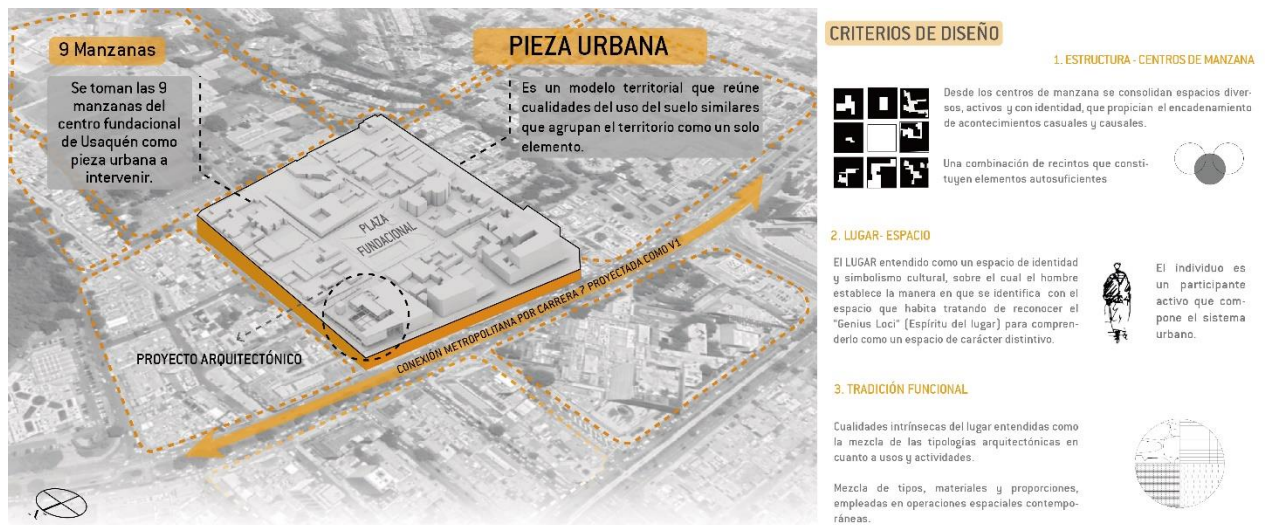 9 Manzanas
Se toman las 9
manzanas del
centro fundacional
de Usaquén como
pieza urbana a
intervenir.
PIEZA URBANA
Es un modelo territorial que reúne
cualidades del uso del suelo similares
que agrupan el territorio como un solo
elemento.
PLAZA
FUNDACIONAL
PROYECTO ARQUITECTÓNICO
CONEXIÓN METROPOLITANA POR CARRERA 7 PROYECTADA COMO V1
CRITERIOS DE DISEÑO
1. ESTRUCTURA - CENTROS DE MANZANA
Desde los centros de manzana se consolidan espacios diver-
sos, activos y con identidad, que propician el encadenamiento
de acontecimientos casuales y causales.
Una combinación de recintos que consti-
tuyen elementos autosuficientes
2. LUGAR- ESPACIO
El LUGAR entendido como un espacio de identidad
y simbolismo cultural, sobre el cual el hombre
establece la manera en que se identifica con el
espacio que habita tratando de reconocer el
"Genius Loci" (Espíritu del lugar) para compren-
derlo como un espacio de carácter distintivo.
El individuo es
un participante
activo que com-
pone el sistema
urbano.
3. TRADICIÓN FUNCIONAL
Cualidades intrínsecas del lugar entendidas como
la mezcla de las tipologías arquitectónicas en
cuanto a usos y actividades.
Mezcla de tipos, materiales y proporciones,
empleadas en operaciones espaciales contempo-
ráneas.